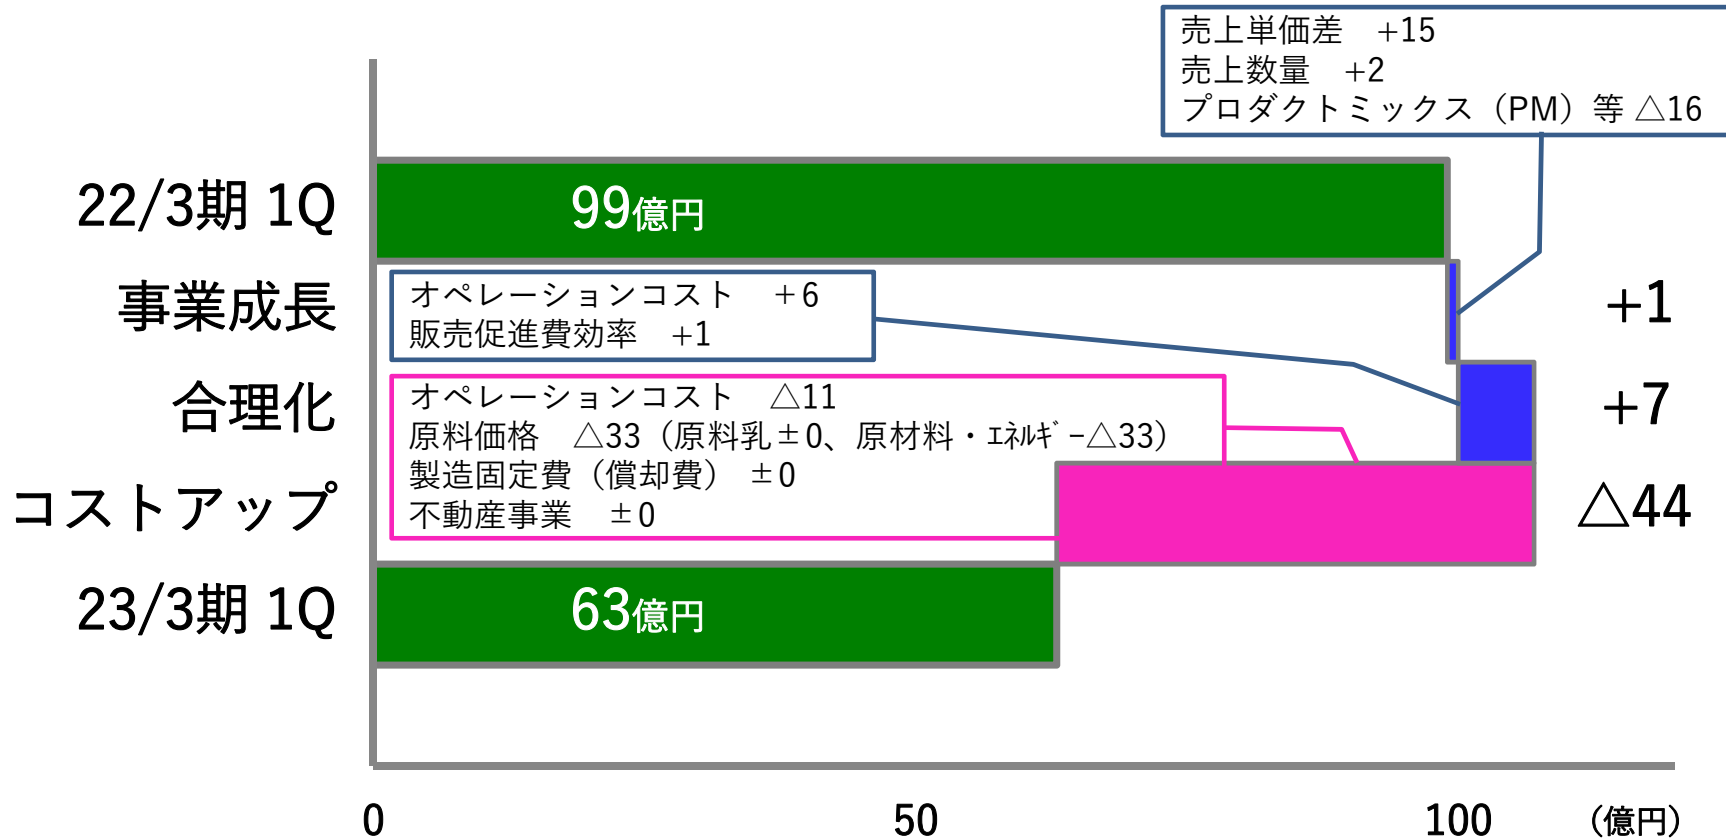 売上単価差　+15
売上数量　+2
プロダクトミックス（PM）等 △16
22/3期 1Q
99億円
事業成長
オペレーションコスト　+6
販売促進費効率　+1
+1
合理化
+7
オペレーションコスト　△11
原料価格　△33（原料乳±0、原材料・ｴﾈﾙｷﾞｰ△33）
製造固定費（償却費）　±0
不動産事業　±0
コストアップ
△44
23/3期 1Q
63億円
0
50
100
（億円）